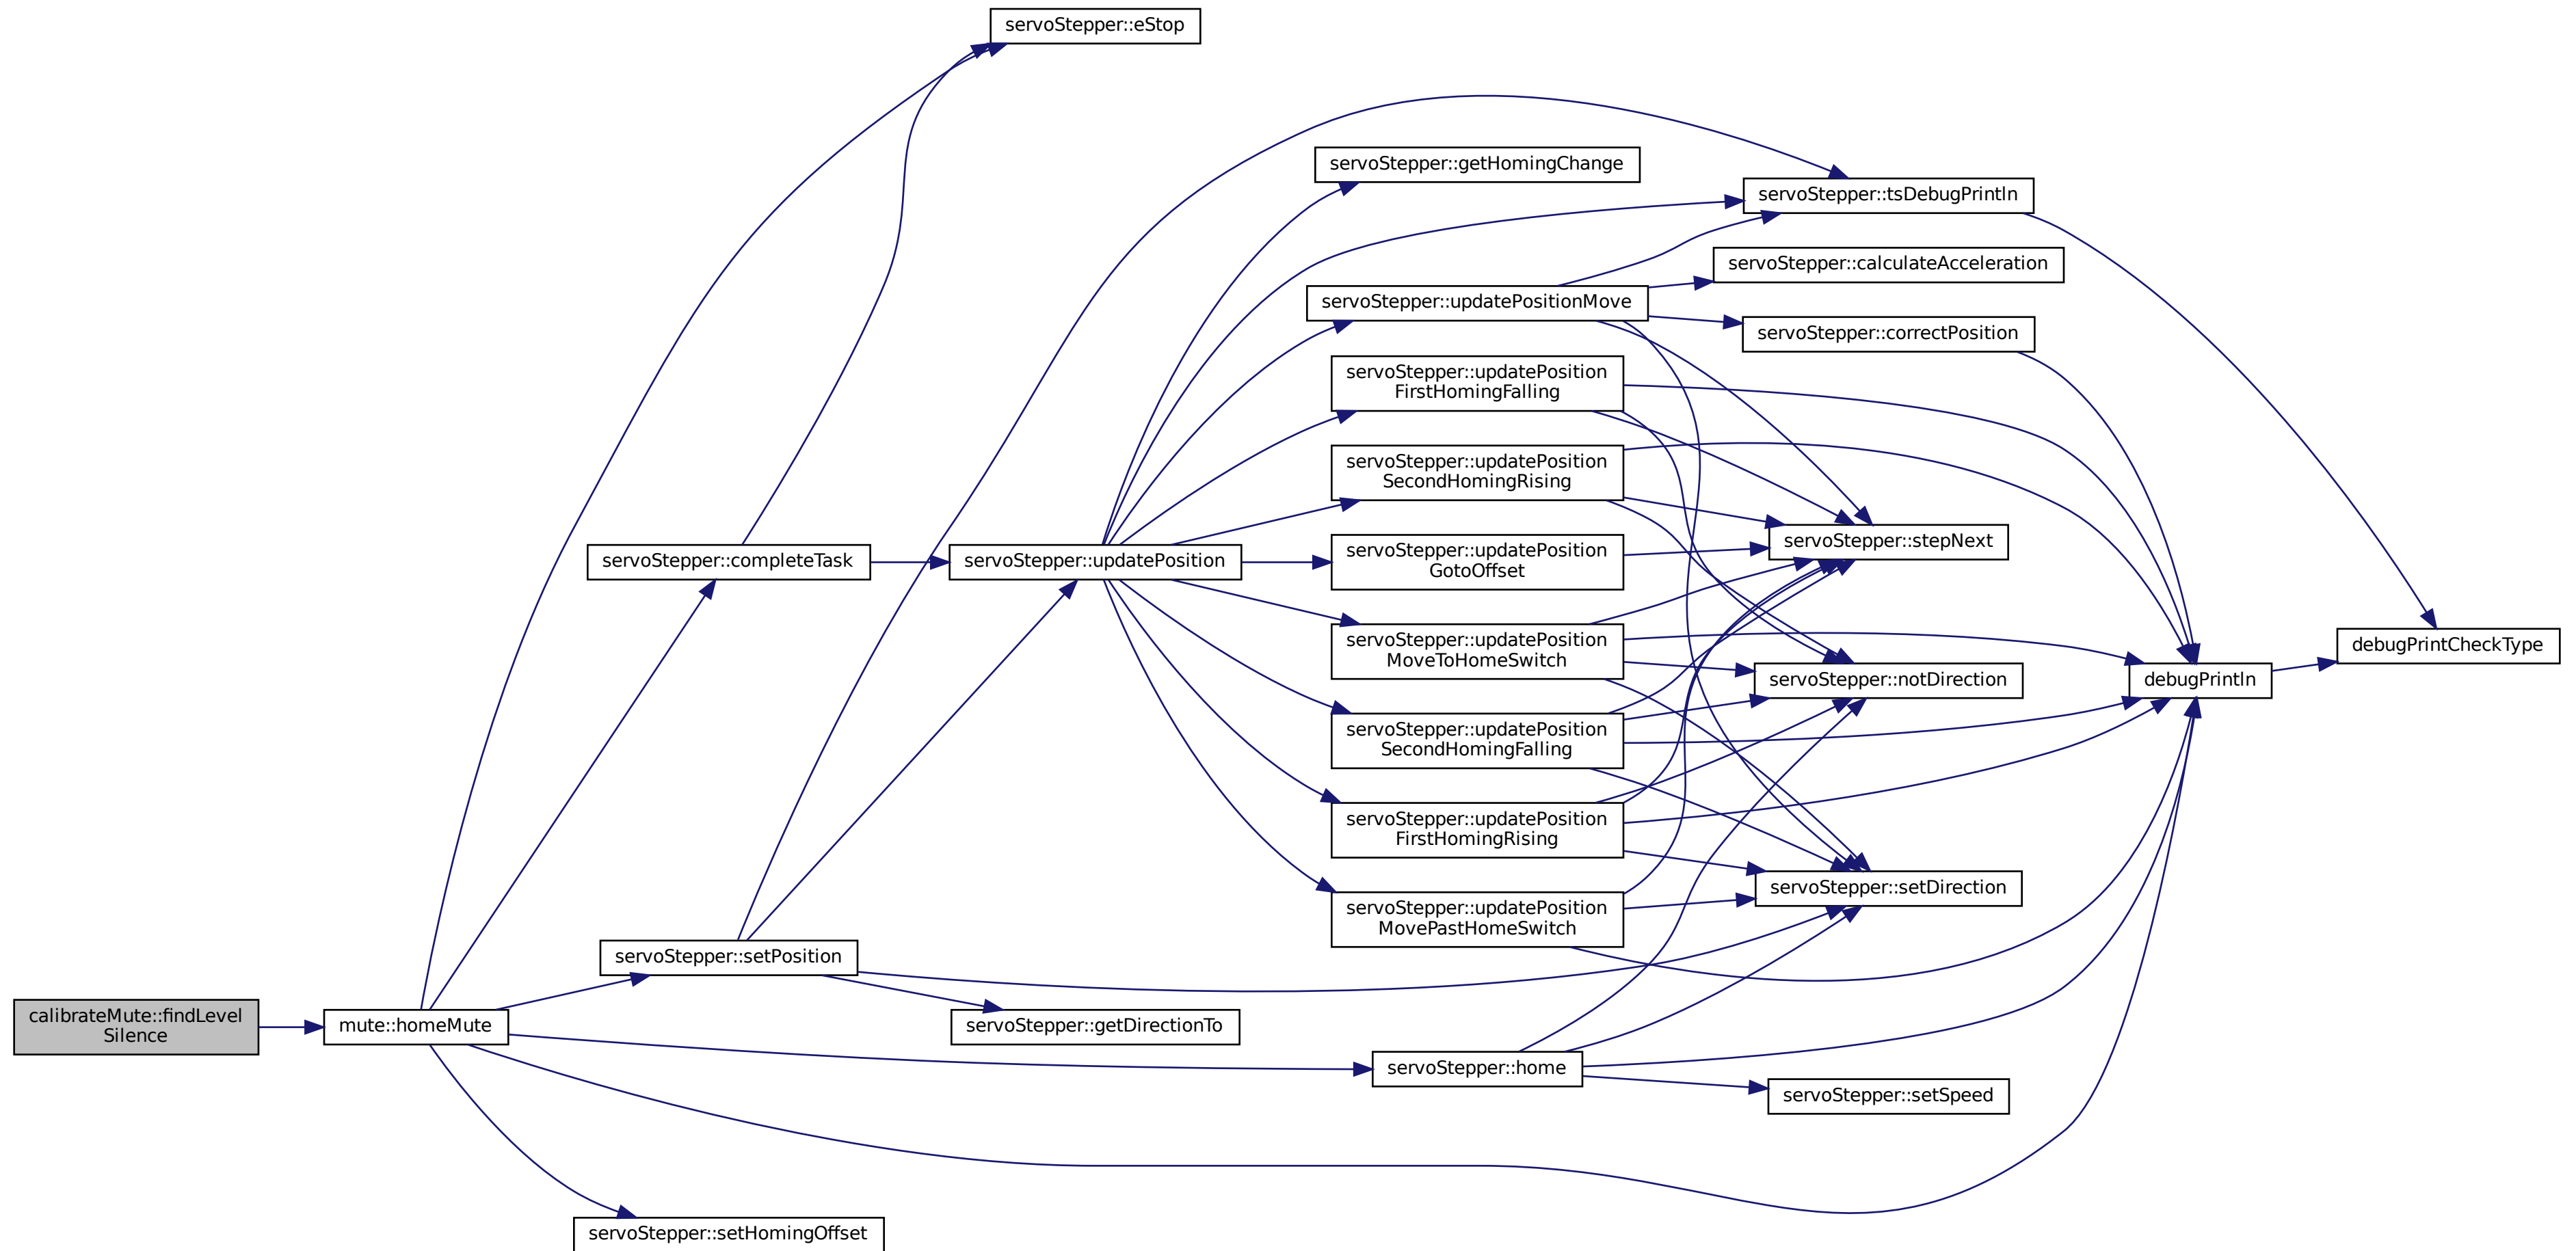 servoStepper::eStop
servoStepper::getHomingChange
servoStepper::tsDebugPrintln
servoStepper::calculateAcceleration
servoStepper::updatePositionMove
servoStepper::correctPosition
servoStepper::updatePosition
FirstHomingFalling
servoStepper::updatePosition
SecondHomingRising
servoStepper::stepNext
servoStepper::completeTask
servoStepper::updatePosition
servoStepper::updatePosition
GotoOffset
servoStepper::updatePosition
MoveToHomeSwitch
debugPrintCheckType
servoStepper::notDirection
debugPrintln
servoStepper::updatePosition
SecondHomingFalling
servoStepper::updatePosition
FirstHomingRising
servoStepper::setDirection
servoStepper::updatePosition
MovePastHomeSwitch
servoStepper::setPosition
calibrateMute::findLevel
Silence
mute::homeMute
servoStepper::getDirectionTo
servoStepper::home
servoStepper::setSpeed
servoStepper::setHomingOffset